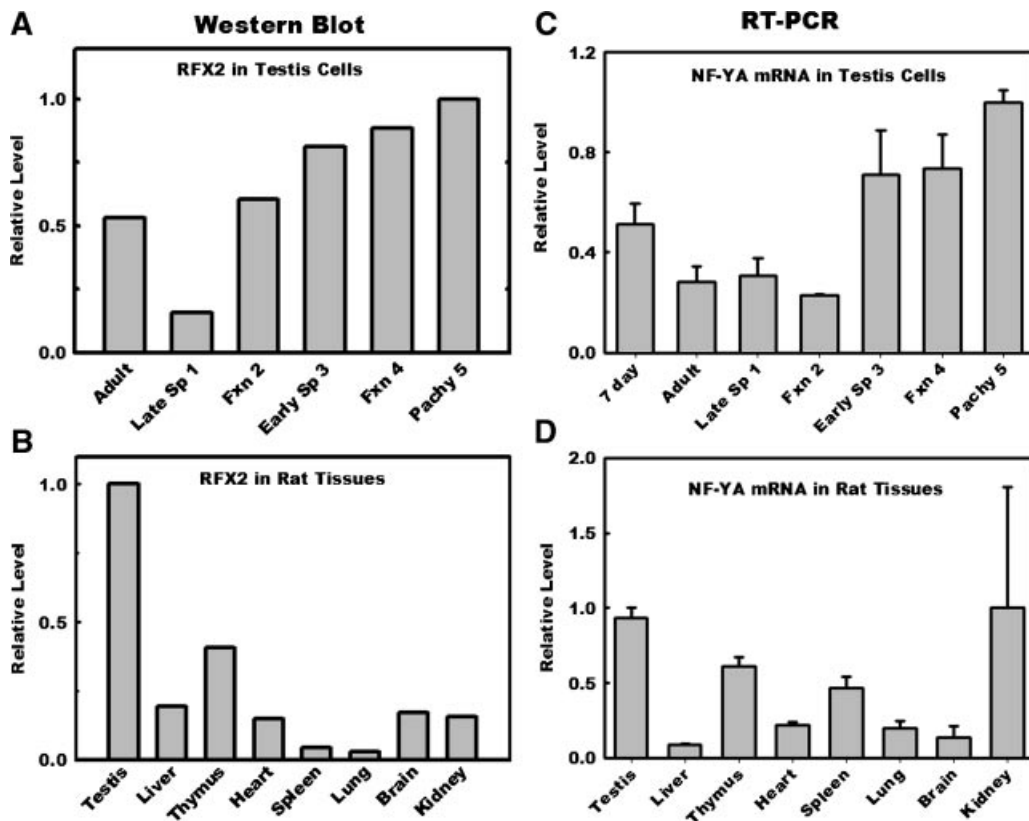 A
Western Blot
RFX2 in Testis Cells
Relative Level
1.0
0.5
0.0
Adult
Late Sp 1
Fxn 2
Early Sp 3
Fxn 4
Pachy 5
B
RFX2 in Rat Tissues
Relative Level
1.0
0.5
0.0
Testis
Liver
Thymus
Heart
Spleen
Lung
Brain
Kidney
C
RT-PCR
NF-YA mRNA in Testis Cells
Relative Level
1.2
0.8
0.4
0.0
7 day
Adult
Late Sp 1
Fxn 2
Early Sp 3
Fxn 4
Pachy 5
D
NF-YA mRNA in Rat Tissues
Relative Level
2.0
1.5
1.0
0.5
0.0
Testis
Liver
Thymus
Heart
Spleen
Lung
Brain
Kidney